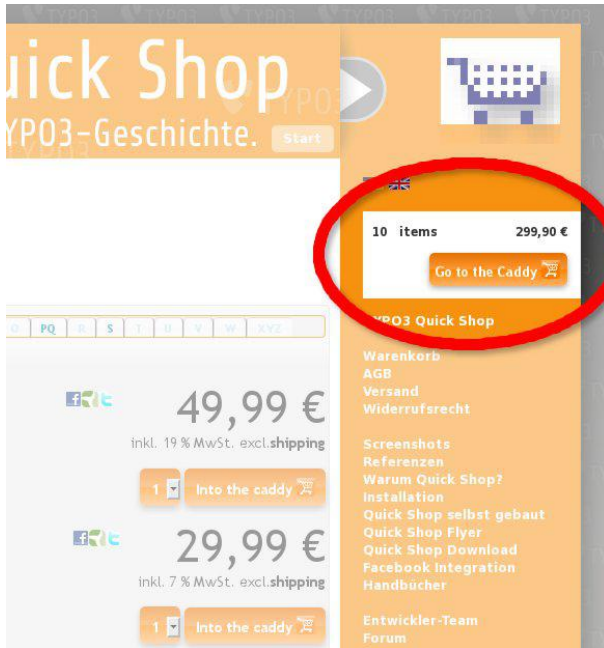 uick Shop
YPO3-Geschichte. Start
10 items 299,90 €
Go to the Caddy
YPO3 Quick Shop
O PQ R S T U V W XYZ
Warenkorb
AGB
Versand
Widerrufsrecht
49,99 €
inkl. 19 % MwSt. excl.shipping
1 Into the caddy
29,99 €
inkl. 7 % MwSt. excl.shipping
1 Into the caddy
Screenshots
Referenzen
Warum Quick Shop?
Installation
Quick Shop selbst gebaut
Quick Shop Flyer
Quick Shop Download
Facebook Integration
Handbücher
Entwickler-Team
Forum